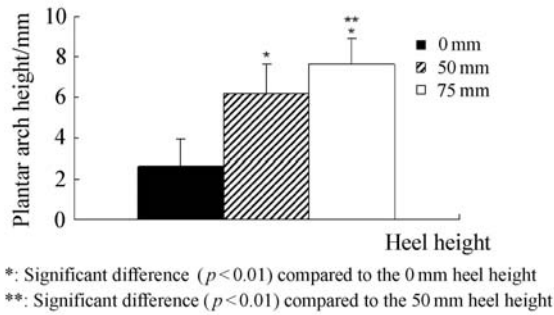 Plantar arch height/mm
10
8
6
4
2
0
*
**
*
0 mm
50 mm
75 mm
Heel height
*: Significant difference (p<0.01) compared to the 0 mm heel height
**: Significant difference (p<0.01) compared to the 50 mm heel height